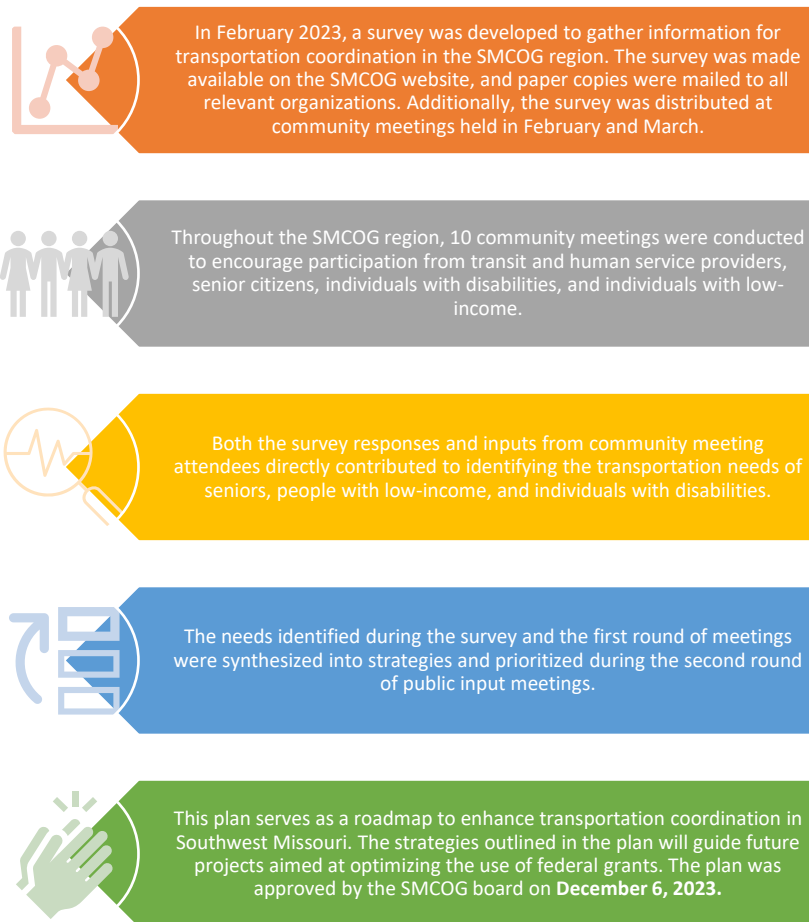 In February 2023, a survey was developed to gather information for
transportation coordination in the SMCOG region. The survey was made
available on the SMCOG website, and paper copies were mailed to all
relevant organizations. Additionally, the survey was distributed at
community meetings held in February and March.
Throughout the SMCOG region, 10 community meetings were conducted
to encourage participation from transit and human service providers,
senior citizens, individuals with disabilities, and individuals with low-
income.
Both the survey responses and inputs from community meeting
attendees directly contributed to identifying the transportation needs of
seniors, people with low-income, and individuals with disabilities.
The needs identified during the survey and the first round of meetings
were synthesized into strategies and prioritized during the second round
of public input meetings.
This plan serves as a roadmap to enhance transportation coordination in
Southwest Missouri. The strategies outlined in the plan will guide future
projects aimed at optimizing the use of federal grants. The plan was
approved by the SMCOG board on December 6, 2023.